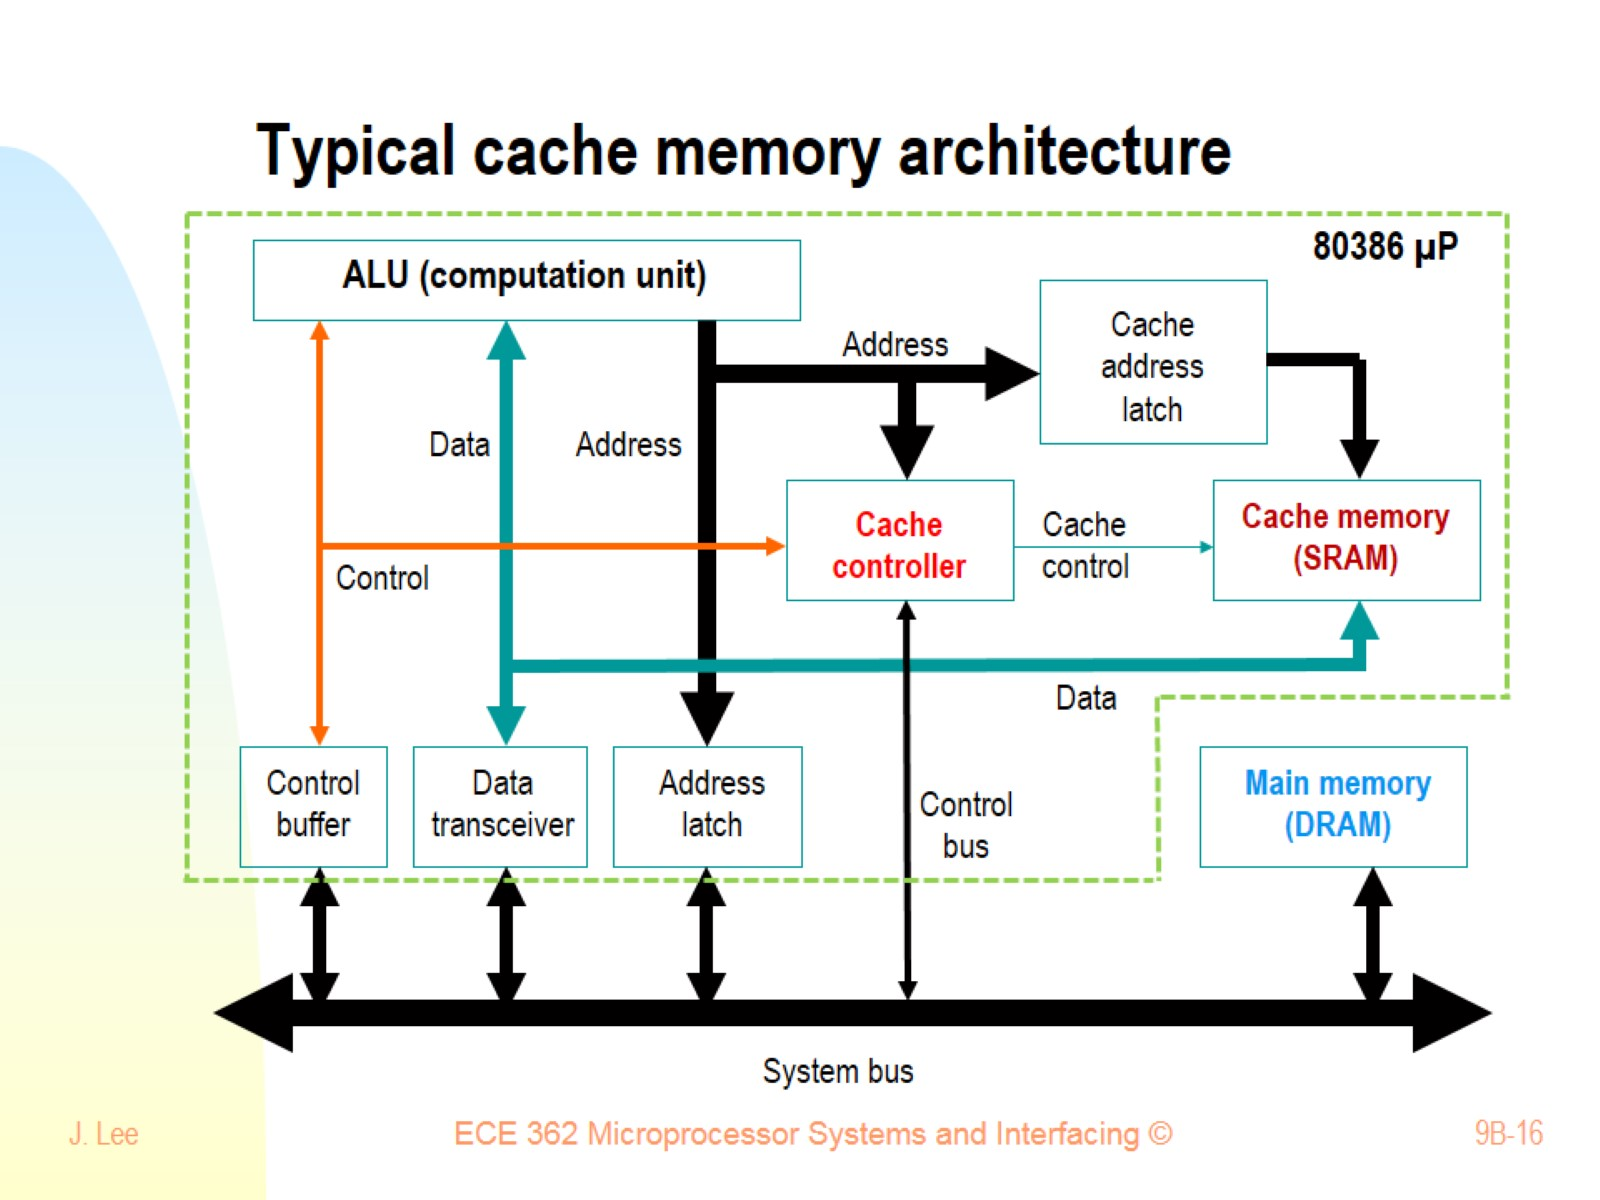 Typical cache memory architecture
80386 µP
ALU (computation unit)
Cache
address
latch
Address
Data
Address
Cache
controller
Cache
control
Cache memory
(SRAM)
Control
Data
Control
buffer
Data
transceiver
Address
latch
Control
bus
Main memory
(DRAM)
System bus
J. Lee
ECE 362 Microprocessor Systems and Interfacing ©
9B-16